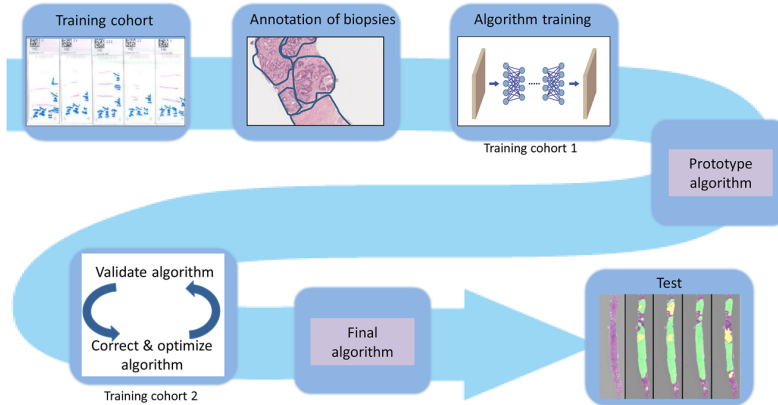 Training cohort
Annotation of biopsies
Algorithm training
Training cohort 1
Prototype
algorithm
Validate algorithm
Correct & optimize
algorithm
Training cohort 2
Final
algorithm
Test